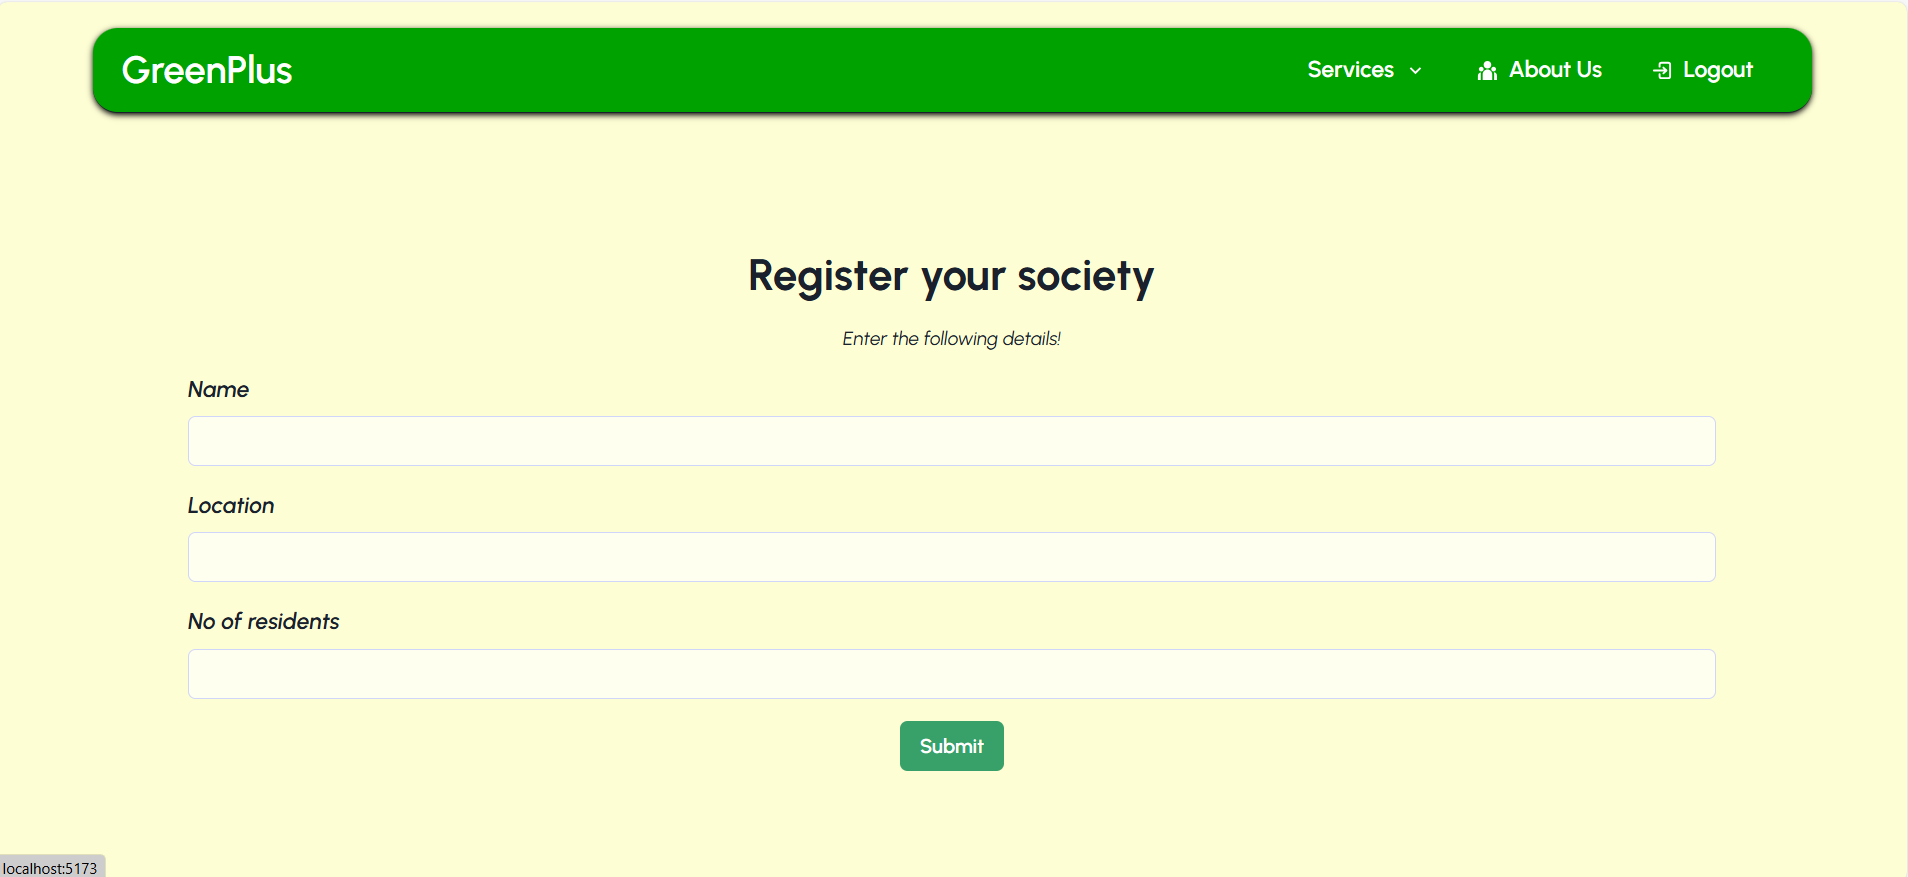 GreenPlus
Services
About Us
Logout
Register your society
Enter the following details!
Name
Location
No of residents
Submit
localhost:5173